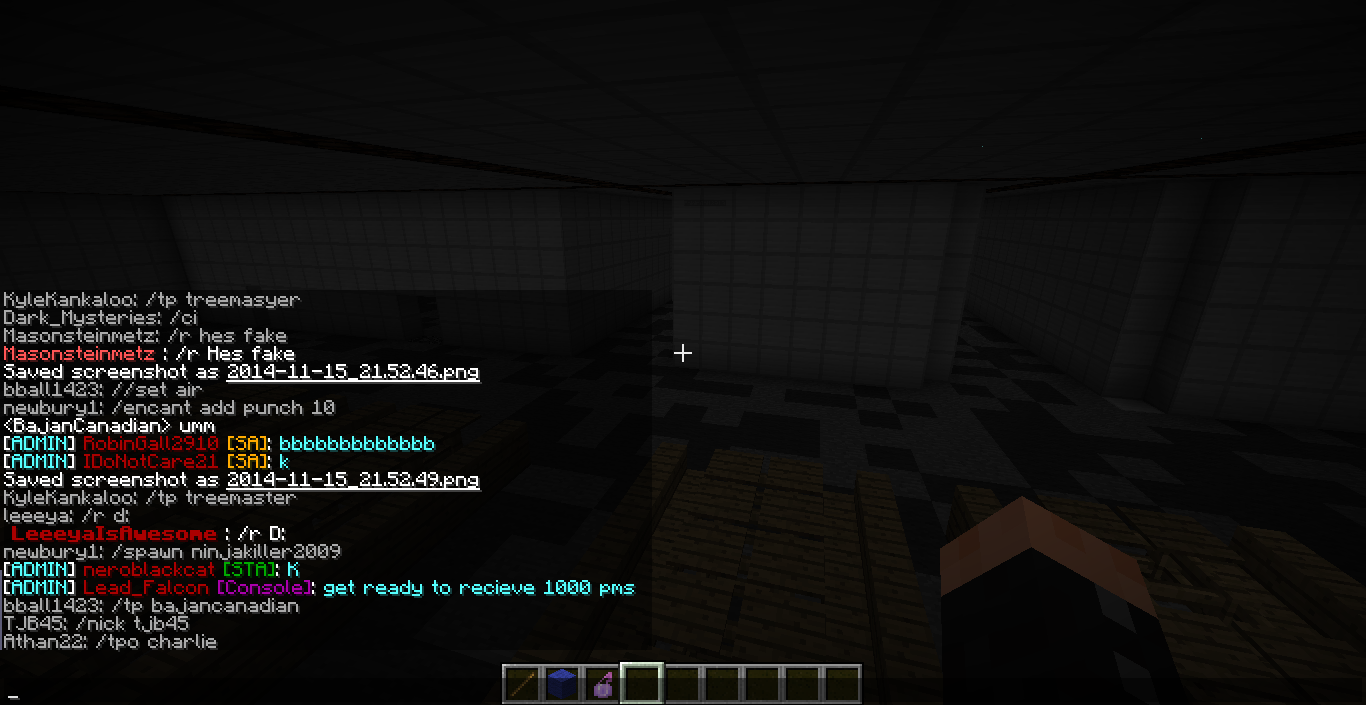 KyleKankaloo: /tp treemasyer
Dark_Mysteries: /ci
Masonsteinmetz: /r hes fake
Masonsteinmetz : /r Hes fake
Saved screenshot as 2014-11-15_21.52.46.png
bball1423: //set air
newbury1: /encant add punch 10
<BajanCanadian> umm
[ADMIN] RobinGall2910 [SA]: bbbbbbbbbbbbb
[ADMIN] IDoNotCare21 [SA]: k
Saved screenshot as 2014-11-15_21.52.49.png
KyleKankaloo: /tp treemaster
leeeya: /r d:
LeeeyaIsAwesome : /r D:
newbury1: /spawn ninjakiller2009
[ADMIN] neroblackcat [STA]: K
[ADMIN] Lead_Falcon [Console]: get ready to recieve 1000 pms
bball1423: /tp bajancanadian
TJB45: /nick tjb45
Athan22: /tpo charlie
_